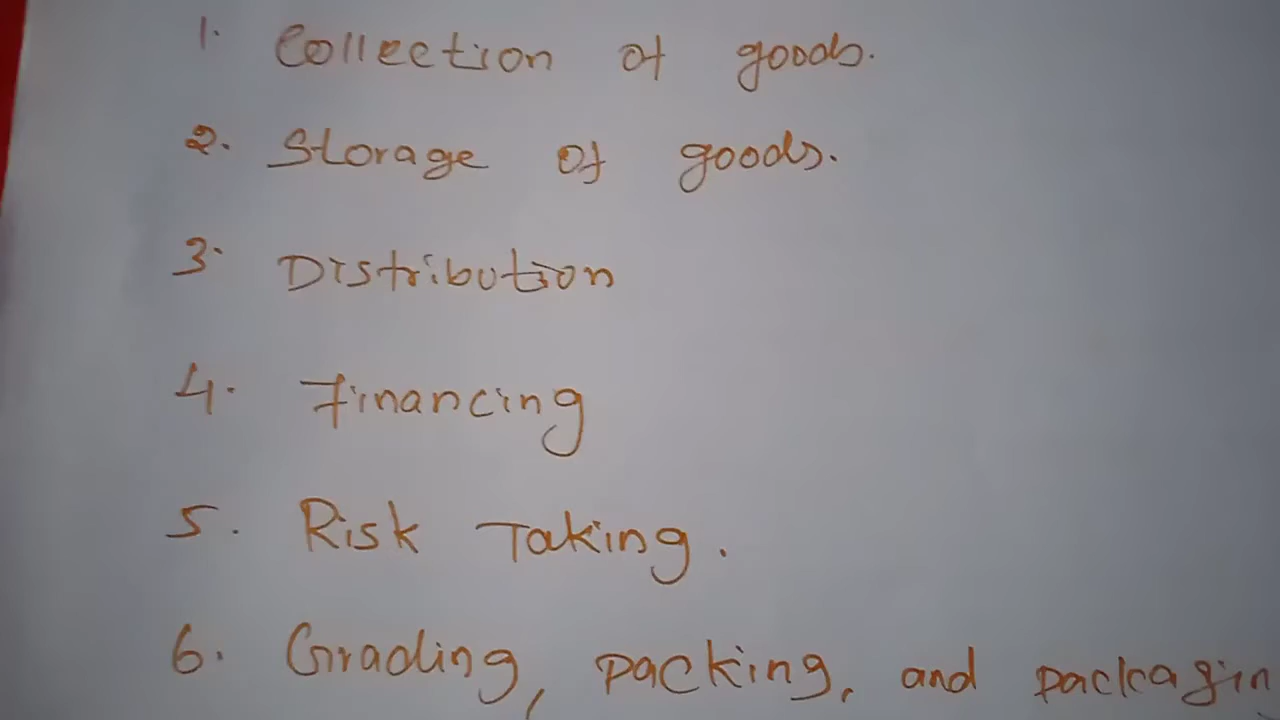 1. Collection of goods.
2. Storage of goods.
3. Distribution
4. Financing
5. Risk Taking.
6. Grading, packing, and packagin